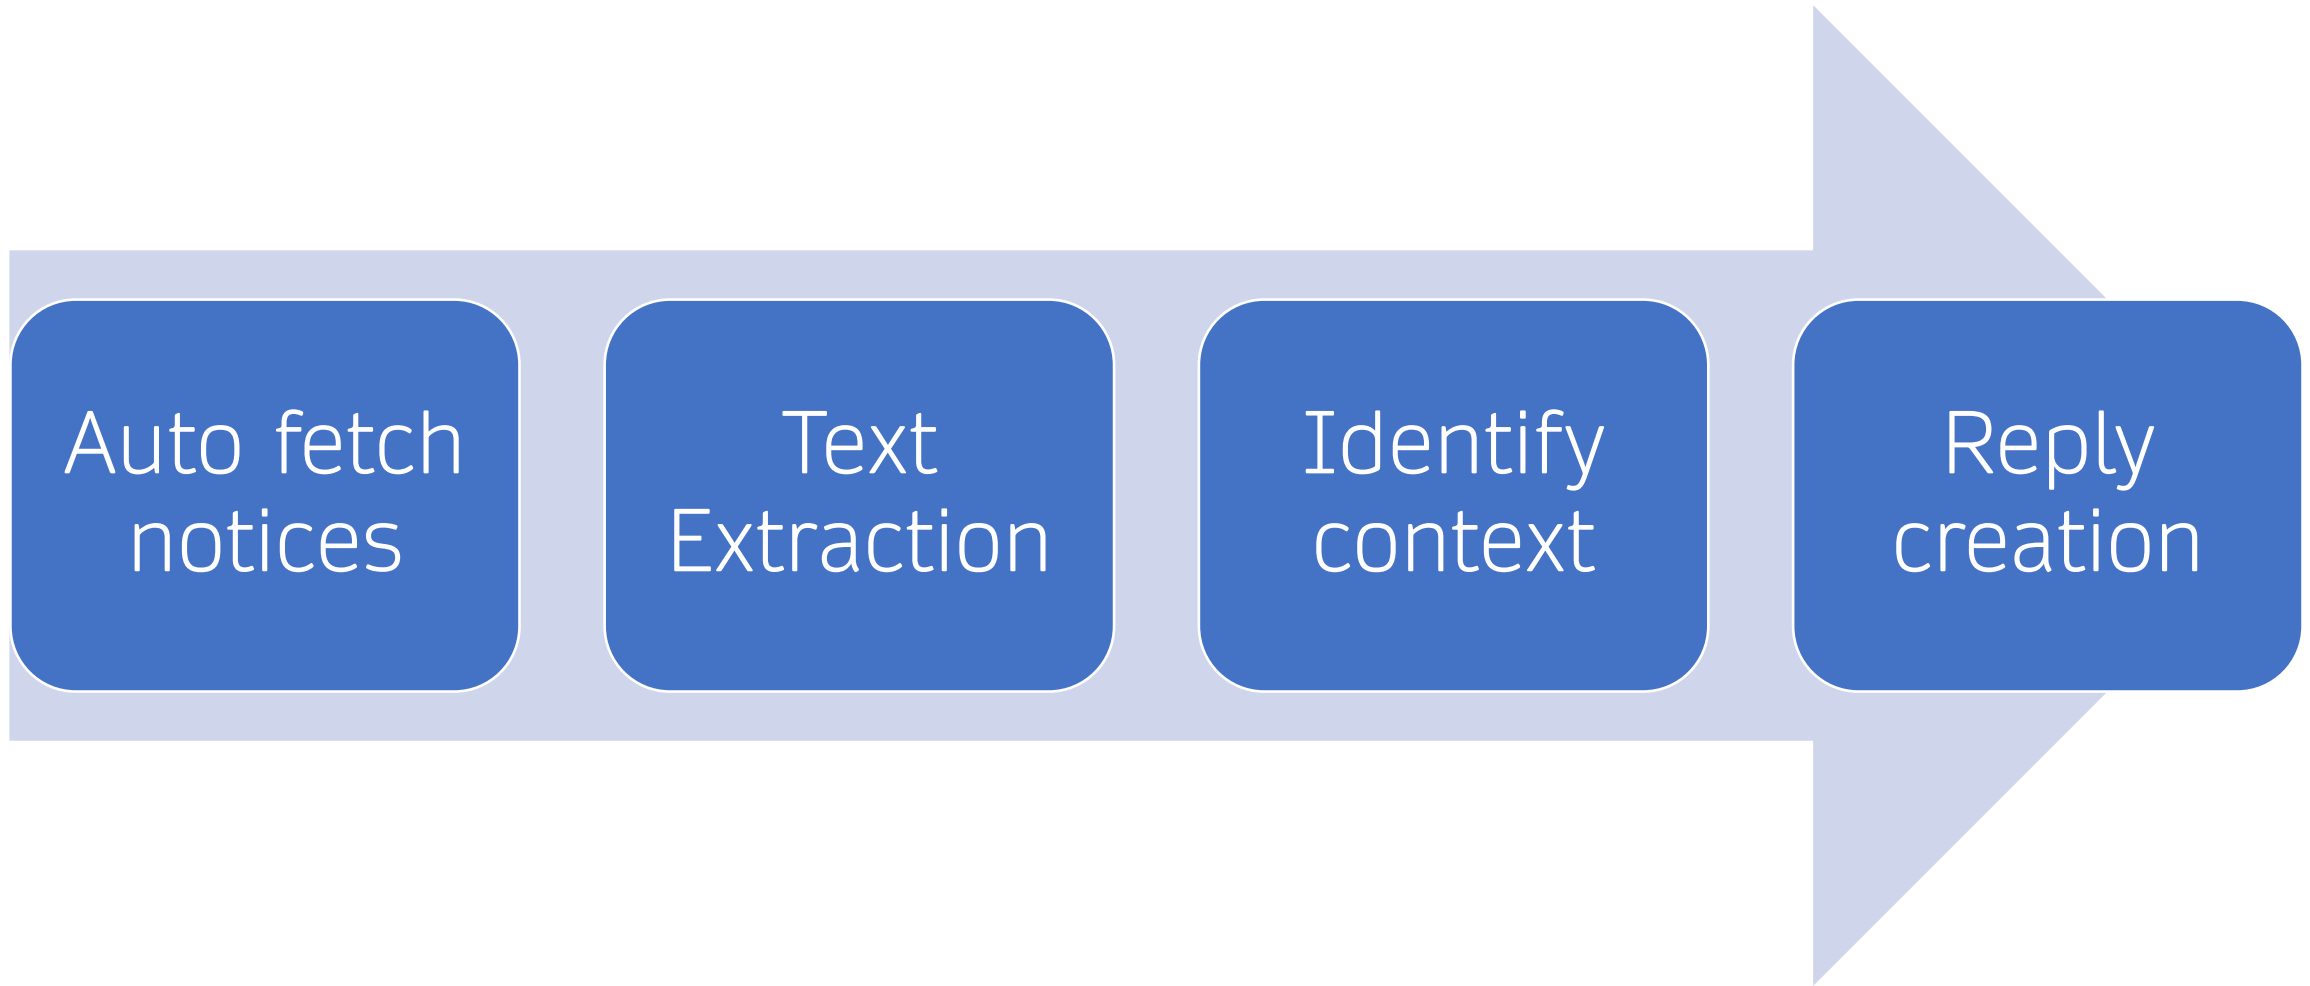 Auto fetch
notices
Text
Extraction
Identify
context
Reply
creation